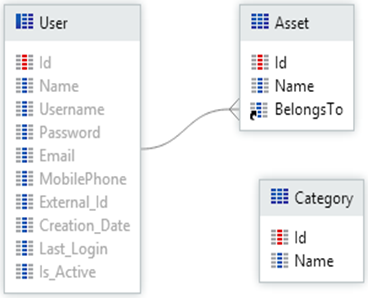 User
Id
Name
Username
Password
Email
MobilePhone
External_Id
Creation_Date
Last_Login
Is_Active
Asset
Id
Name
BelongsTo
Category
Id
Name